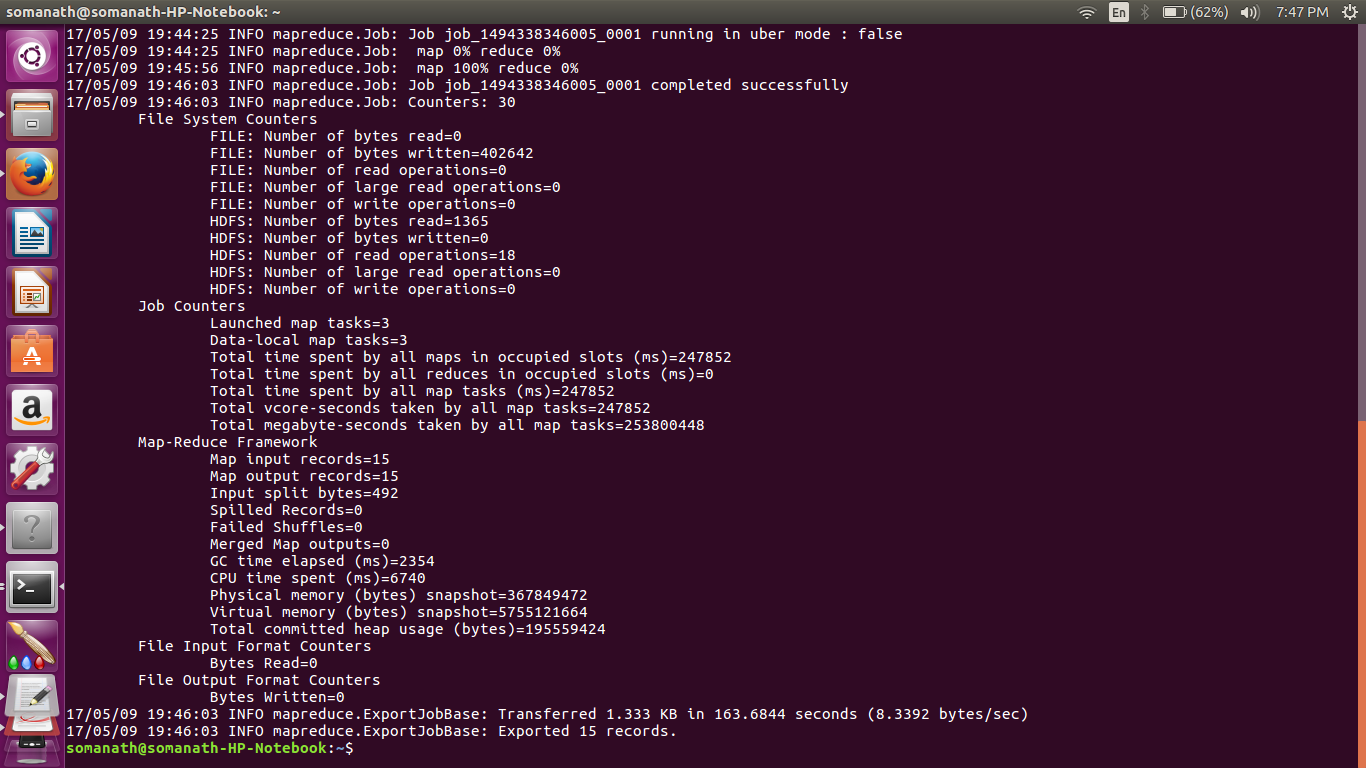 somanath@somanath-HP-Notebook: ~
En
(62%)
7:47 PM
17/05/09 19:44:25 INFO mapreduce.Job: Job job_1494338346005_0001 running in uber mode : false
17/05/09 19:44:25 INFO mapreduce.Job:  map 0% reduce 0%
17/05/09 19:45:56 INFO mapreduce.Job:  map 100% reduce 0%
17/05/09 19:46:03 INFO mapreduce.Job: Job job_1494338346005_0001 completed successfully
17/05/09 19:46:03 INFO mapreduce.Job: Counters: 30
File System Counters
FILE: Number of bytes read=0
FILE: Number of bytes written=402642
FILE: Number of read operations=0
FILE: Number of large read operations=0
FILE: Number of write operations=0
HDFS: Number of bytes read=1365
HDFS: Number of bytes written=0
HDFS: Number of read operations=18
HDFS: Number of large read operations=0
HDFS: Number of write operations=0
Job Counters
Launched map tasks=3
Data-local map tasks=3
Total time spent by all maps in occupied slots (ms)=247852
Total time spent by all reduces in occupied slots (ms)=0
Total time spent by all map tasks (ms)=247852
Total vcore-seconds taken by all map tasks=247852
Total megabyte-seconds taken by all map tasks=253800448
Map-Reduce Framework
Map input records=15
Map output records=15
Input split bytes=492
Spilled Records=0
Failed Shuffles=0
Merged Map outputs=0
GC time elapsed (ms)=2354
CPU time spent (ms)=6740
Physical memory (bytes) snapshot=367849472
Virtual memory (bytes) snapshot=5755121664
Total committed heap usage (bytes)=195559424
File Input Format Counters
Bytes Read=0
File Output Format Counters
Bytes Written=0
17/05/09 19:46:03 INFO mapreduce.ExportJobBase: Transferred 1.333 KB in 163.6844 seconds (8.3392 bytes/sec)
17/05/09 19:46:03 INFO mapreduce.ExportJobBase: Exported 15 records.
somanath@somanath-HP-Notebook:~$